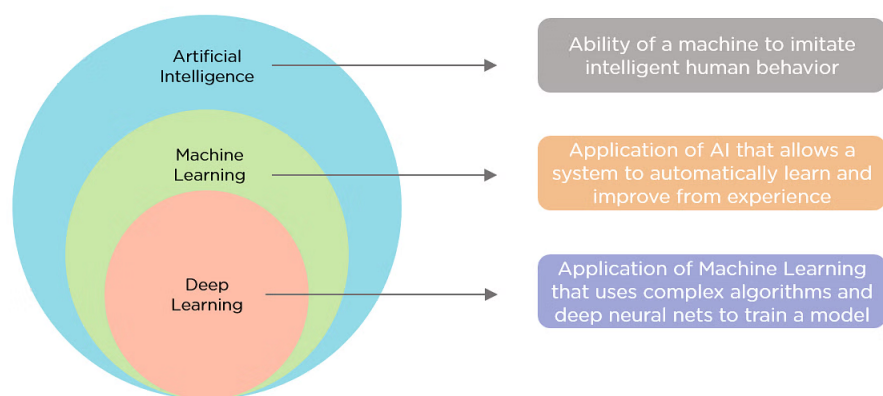 Artificial
Intelligence
Ability of a machine to imitate
intelligent human behavior
Machine
Learning
Application of AI that allows a
system to automatically learn and
improve from experience
Deep
Learning
Application of Machine Learning
that uses complex algorithms and
deep neural nets to train a model